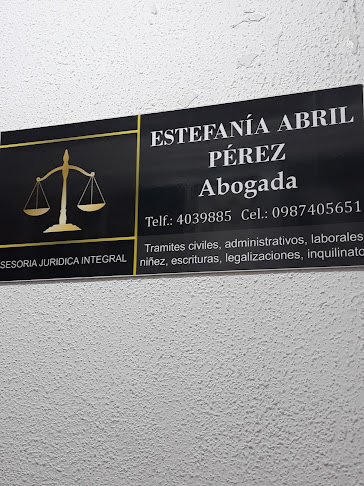 ESTEFANÍA ABRIL
PÉREZ
Abogada
Telf.: 4039885 Cel.: 0987405651
SESORIA JURIDICA INTEGRAL
Tramites civiles, administrativos, laborales
niñez, escrituras, legalizaciones, inquilinato